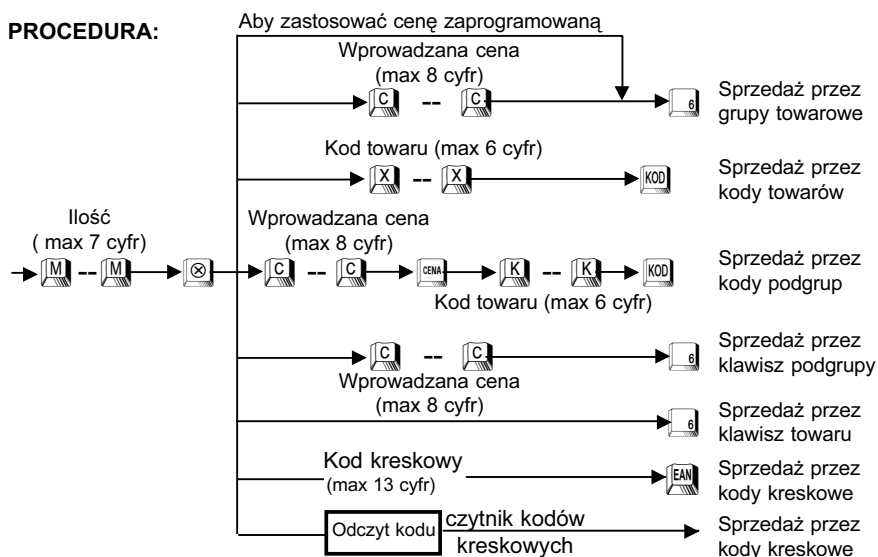 PROCEDURA:
Aby zastosować cenę zaprogramowaną
Wprowadzana cena
(max 8 cyfr)
C -- C 6
Sprzedaż przez
grupy towarowe
Kod towaru (max 6 cyfr)
X -- X KOD
Sprzedaż przez
kody towarów
Ilość
( max 7 cyfr)
Wprowadzana cena
(max 8 cyfr)
M -- M ⊗ C -- C CENA K -- K KOD
Kod towaru (max 6 cyfr)
Sprzedaż przez
kody podgrup
C -- C 6
Wprowadzana cena
(max 8 cyfr)
Sprzedaż przez
klawisz podgrupy
6
Sprzedaż przez
klawisz towaru
Kod kreskowy
(max 13 cyfr)
EAN
Sprzedaż przez
kody kreskowe
Odczyt kodu
czytnik kodów
kreskowych
Sprzedaż przez
kody kreskowe